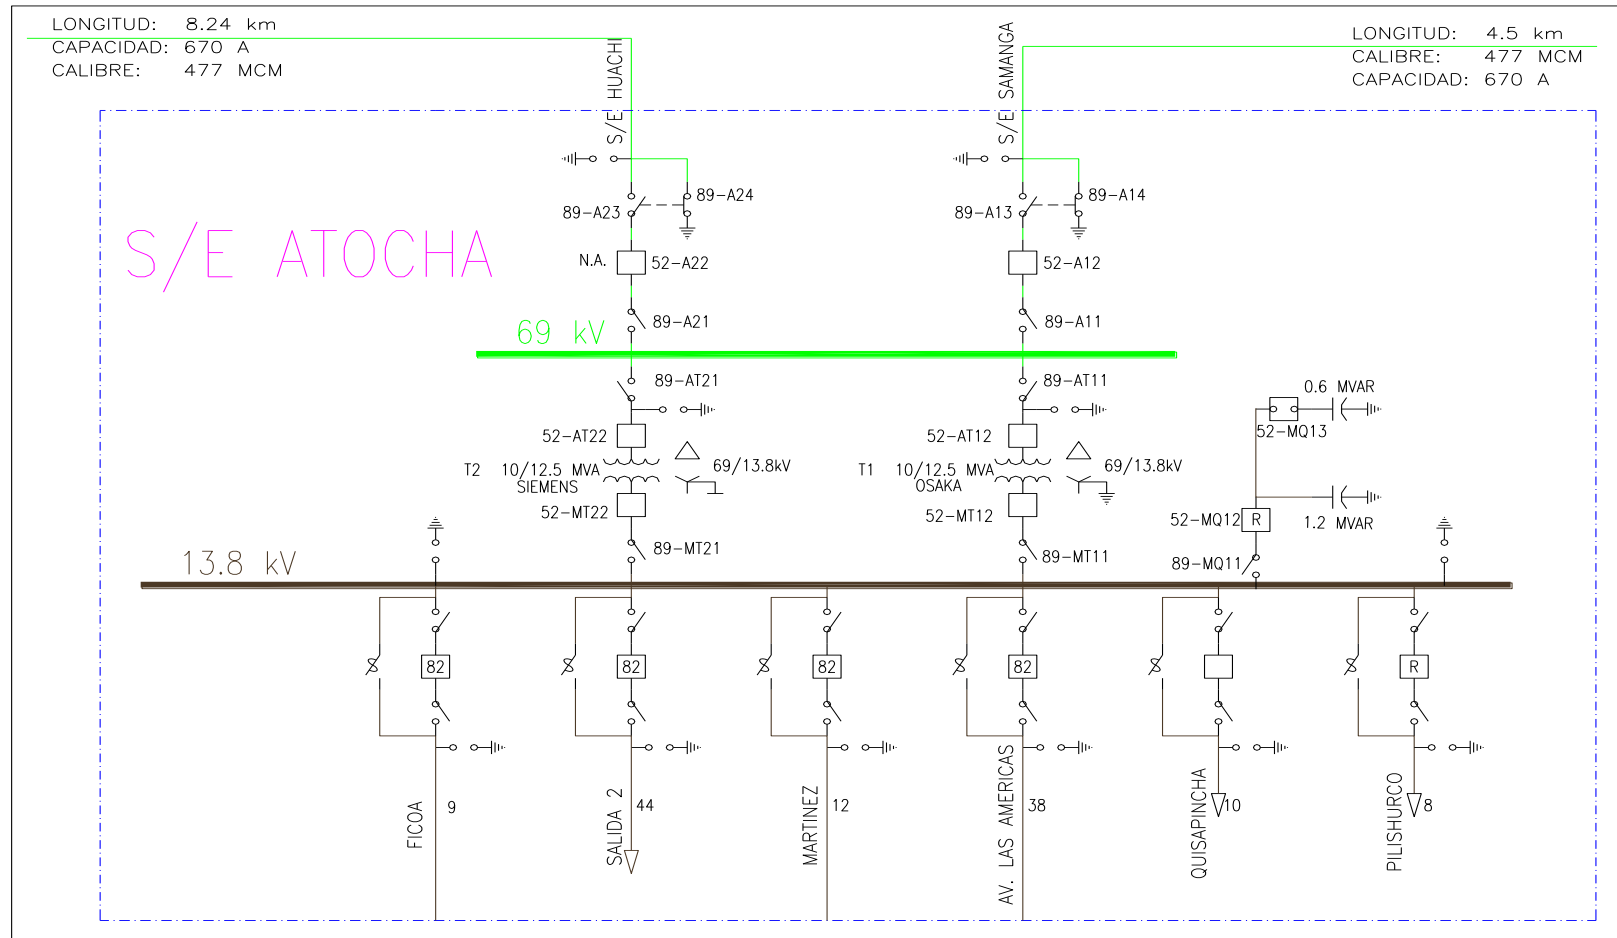 LONGITUD: 8.24 km
CAPACIDAD: 670 A
CALIBRE: 477 MCM
LONGITUD: 4.5 km
CALIBRE: 477 MCM
CAPACIDAD: 670 A
S/E HUACHI
S/E SAMANGA
89-A24
89-A23
89-A14
89-A13
S/E ATOCHA
N.A.
52-A22
52-A12
89-A21
89-A11
69 kV
89-AT21
89-AT11
0.6 MVAR
52-MQ13
52-AT22
52-AT12
T2
10/12.5 MVA
SIEMENS
69/13.8kV
T1
10/12.5 MVA
OSAKA
69/13.8kV
52-MT22
52-MT12
52-MQ12
R
1.2 MVAR
89-MT21
89-MT11
89-MQ11
13.8 kV
82
82
82
82
R
FICOA
9
SALIDA 2
44
MARTINEZ
12
AV. LAS AMERICAS
38
QUISAPINCHA
10
PILISHURCO
8